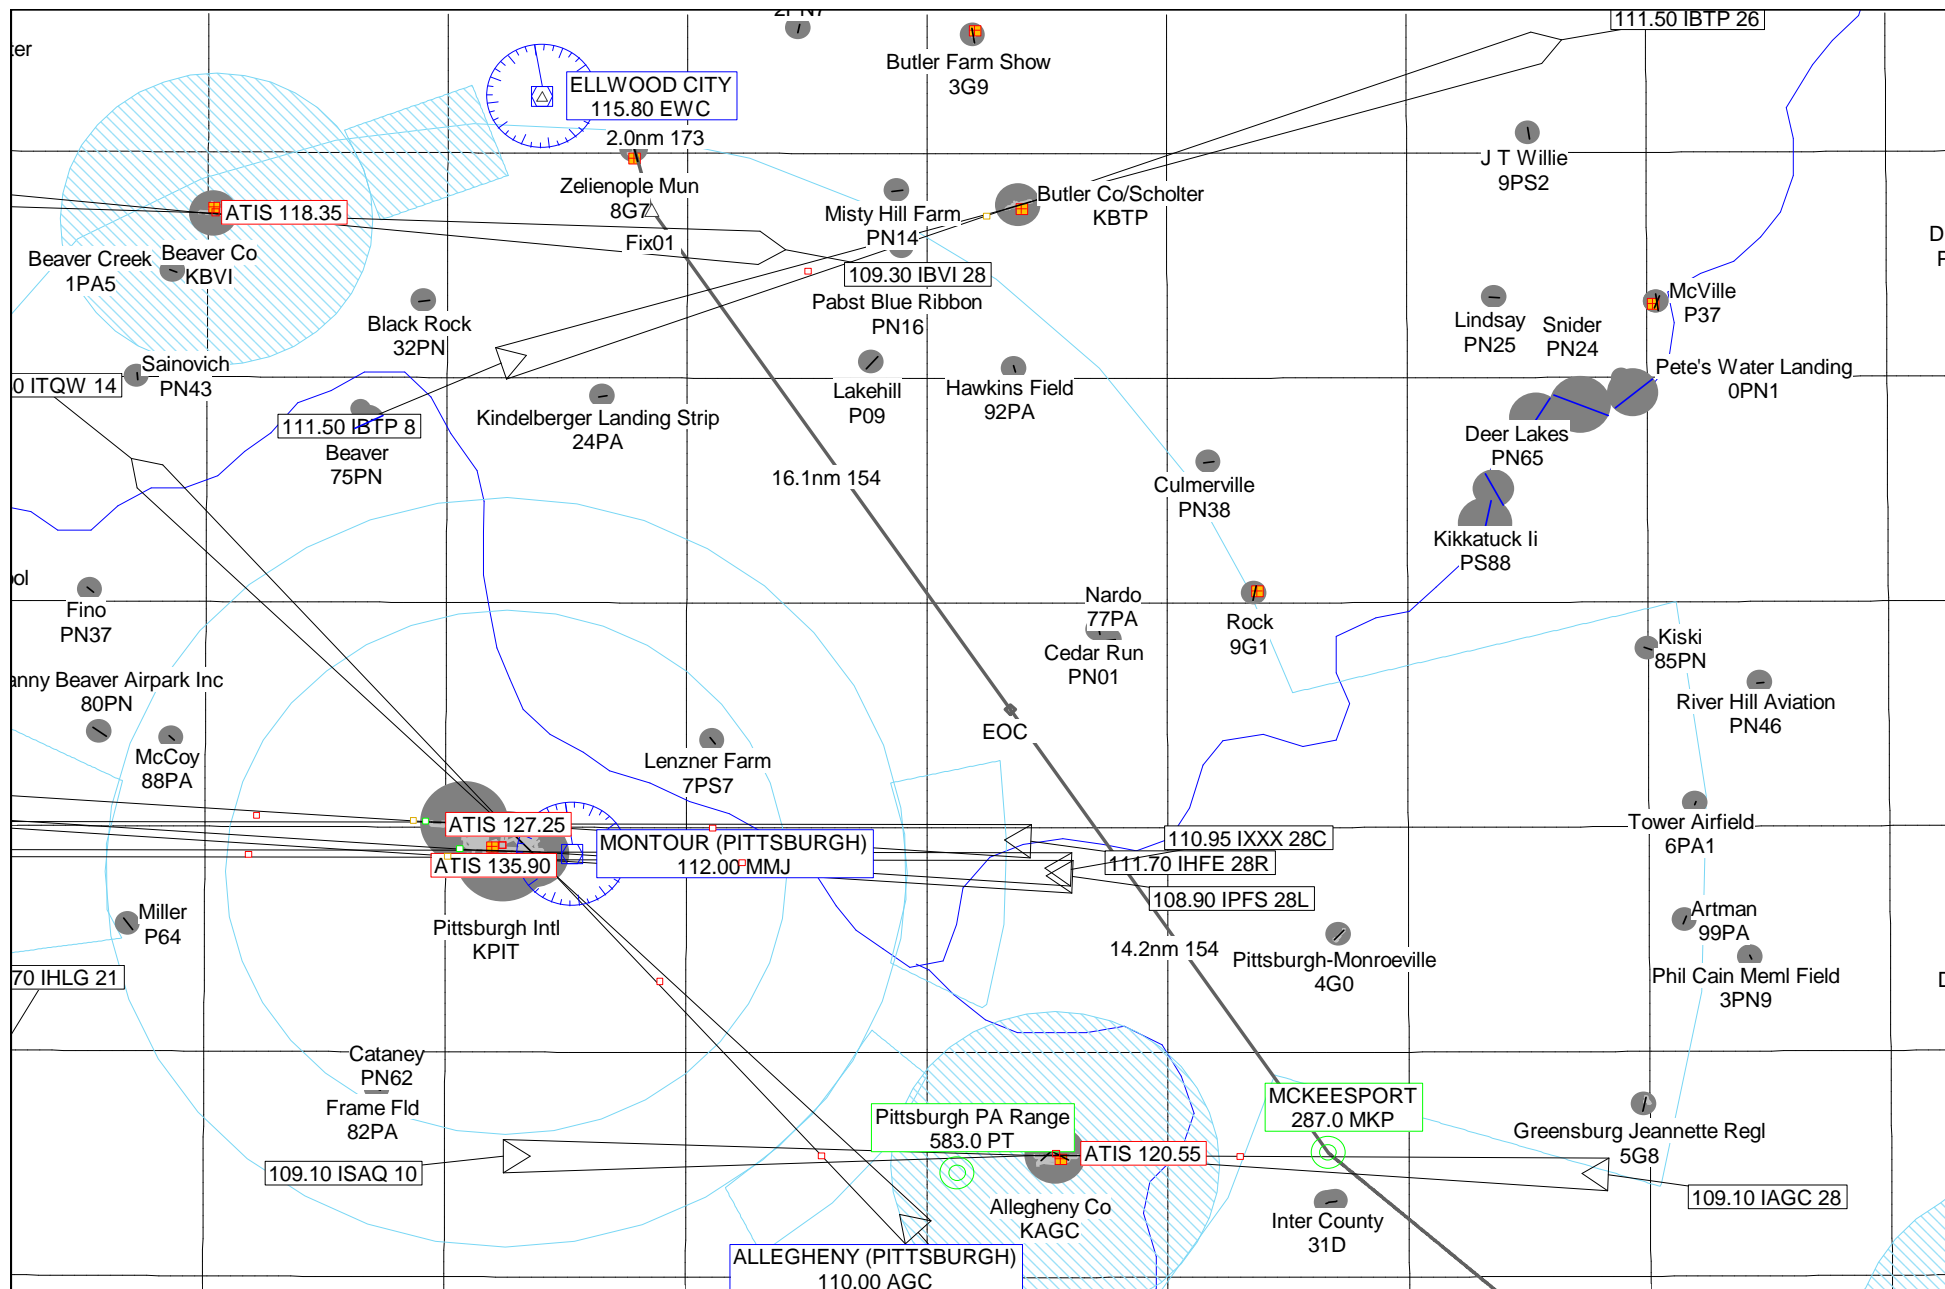 2PN7
111.50 IBTP 26
ter
Butler Farm Show
3G9
ELLWOOD CITY
115.80 EWC
2.0nm 173
J T Willie
9PS2
Zelienople Mun
8G7
Butler Co/Scholter
KBTP
ATIS 118.35
Misty Hill Farm
PN14
Fix01
Beaver Creek
1PA5
Beaver Co
KBVI
109.30 IBVI 28
McVille
P37
Pabst Blue Ribbon
PN16
Black Rock
32PN
Lindsay
PN25
Snider
PN24
Sainovich
PN43
0 ITQW 14
Lakehill
P09
Hawkins Field
92PA
Pete's Water Landing
0PN1
Kindelberger Landing Strip
24PA
111.50 IBTP 8
Beaver
75PN
Deer Lakes
PN65
16.1nm 154
Culmerville
PN38
Kikkatuck Ii
PS88
ool
Fino
PN37
Nardo
77PA
Rock
9G1
Cedar Run
PN01
Kiski
85PN
anny Beaver Airpark Inc
80PN
River Hill Aviation
PN46
EOC
McCoy
88PA
Lenzner Farm
7PS7
ATIS 127.25
Tower Airfield
6PA1
110.95 IXXX 28C
MONTOUR (PITTSBURGH)
112.00 MMJ
111.70 IHFE 28R
ATIS 135.90
108.90 IPFS 28L
Miller
P64
Pittsburgh Intl
KPIT
Artman
99PA
14.2nm 154
Pittsburgh-Monroeville
4G0
70 IHLG 21
Phil Cain Meml Field
3PN9
Cataney
PN62
Frame Fld
82PA
MCKEESPORT
287.0 MKP
Pittsburgh PA Range
583.0 PT
Greensburg Jeannette Regl
5G8
ATIS 120.55
109.10 ISAQ 10
109.10 IAGC 28
Allegheny Co
KAGC
Inter County
31D
ALLEGHENY (PITTSBURGH)
110.00 AGC